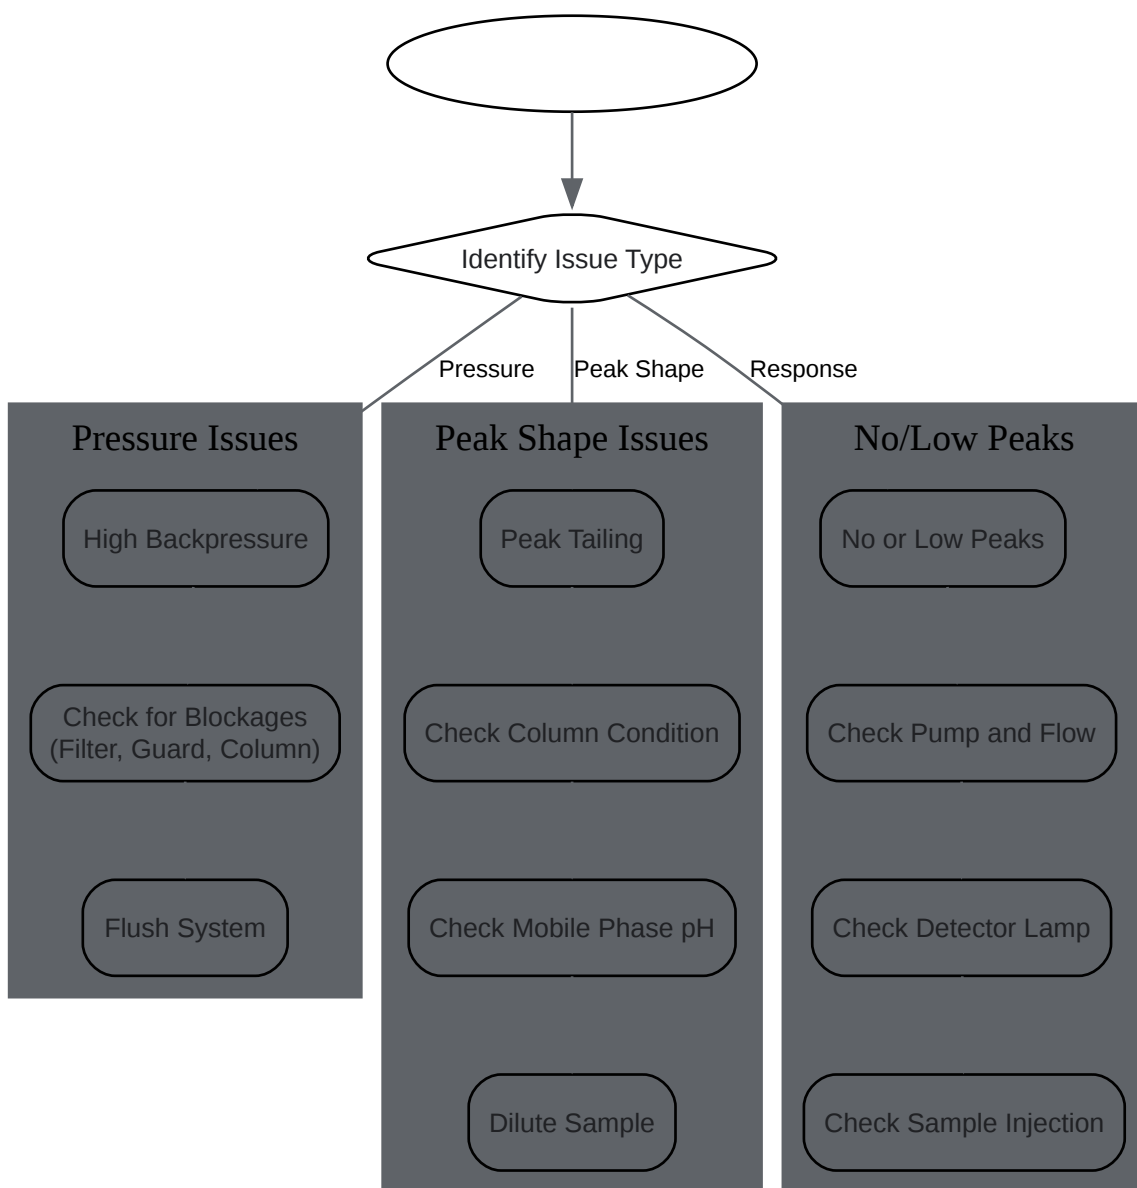 Identify Issue Type
Pressure
Peak Shape
Response
Pressure Issues
High Backpressure
Check for Blockages
(Filter, Guard, Column)
Flush System
Peak Shape Issues
Peak Tailing
Check Column Condition
Check Mobile Phase pH
Dilute Sample
No/Low Peaks
No or Low Peaks
Check Pump and Flow
Check Detector Lamp
Check Sample Injection